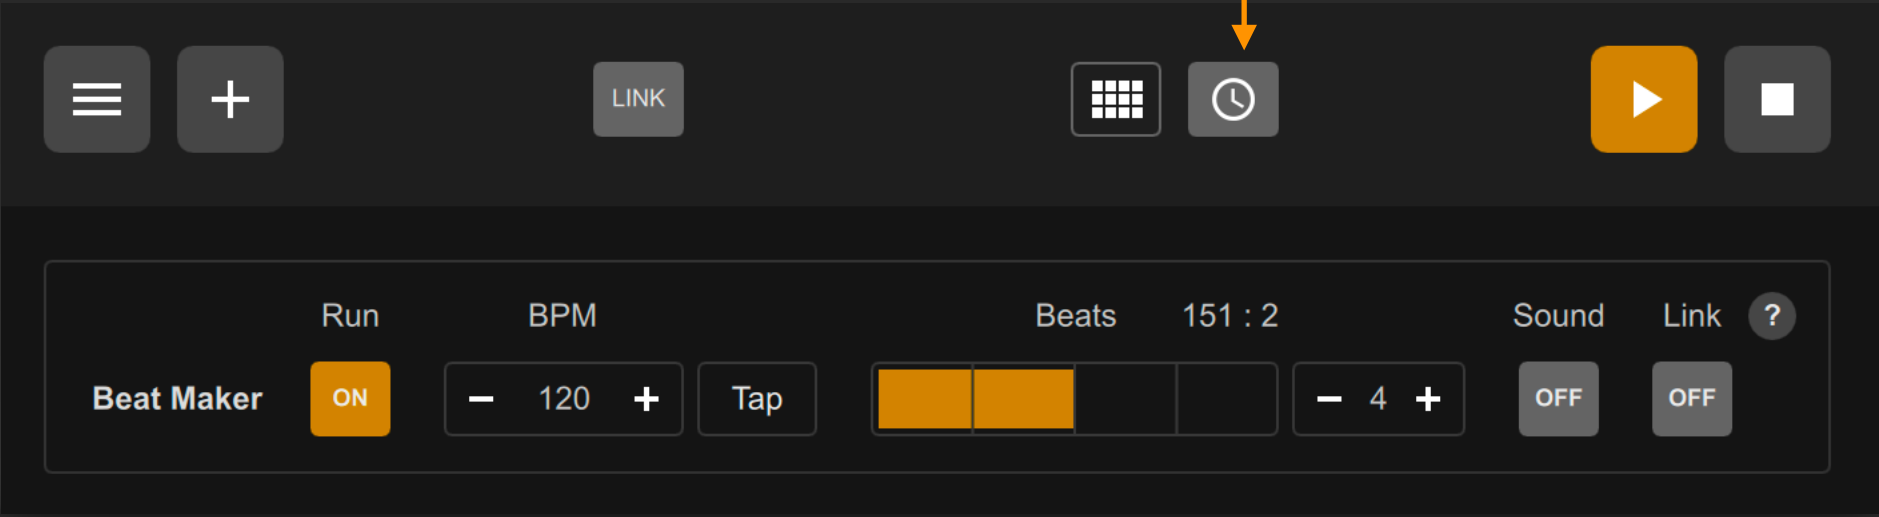 LINK
Run BPM Beats 151 : 2 Sound Link ?
Beat Maker ON − 120 + Tap − 4 + OFF OFF